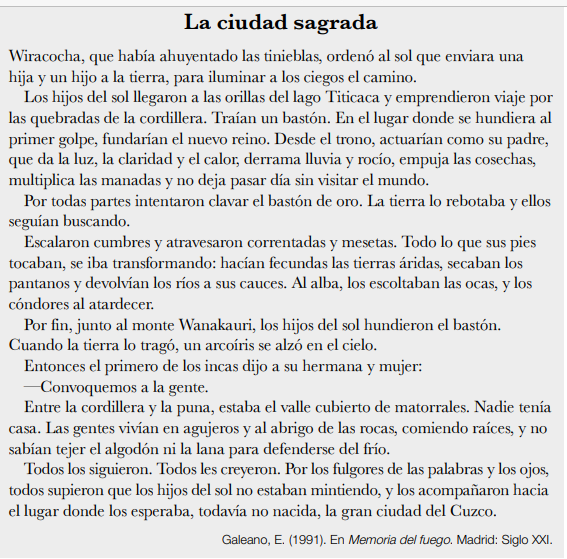 La ciudad sagrada
Wiracocha, que había ahuyentado las tinieblas, ordenó al sol que enviara una
hija y un hijo a la tierra, para iluminar a los ciegos el camino.
Los hijos del sol llegaron a las orillas del lago Titicaca y emprendieron viaje por
las quebradas de la cordillera. Traían un bastón. En el lugar donde se hundiera al
primer golpe, fundarían el nuevo reino. Desde el trono, actuarían como su padre,
que da la luz, la claridad y el calor, derrama lluvia y rocío, empuja las cosechas,
multiplica las manadas y no deja pasar día sin visitar el mundo.
Por todas partes intentaron clavar el bastón de oro. La tierra lo rebotaba y ellos
seguían buscando.
Escalaron cumbres y atravesaron correntadas y mesetas. Todo lo que sus pies
tocaban, se iba transformando: hacían fecundas las tierras áridas, secaban los
pantanos y devolvían los ríos a sus cauces. Al alba, los escoltaban las ocas, y los
cóndores al atardecer.
Por fin, junto al monte Wanakauri, los hijos del sol hundieron el bastón.
Cuando la tierra lo tragó, un arcoíris se alzó en el cielo.
Entonces el primero de los incas dijo a su hermana y mujer:
—Convoquemos a la gente.
Entre la cordillera y la puna, estaba el valle cubierto de matorrales. Nadie tenía
casa. Las gentes vivían en agujeros y al abrigo de las rocas, comiendo raíces, y no
sabían tejer el algodón ni la lana para defenderse del frío.
Todos los siguieron. Todos les creyeron. Por los fulgores de las palabras y los ojos,
todos supieron que los hijos del sol no estaban mintiendo, y los acompañaron hacia
el lugar donde los esperaba, todavía no nacida, la gran ciudad del Cuzco.
Galeano, E. (1991). En Memoria del fuego. Madrid: Siglo XXI.